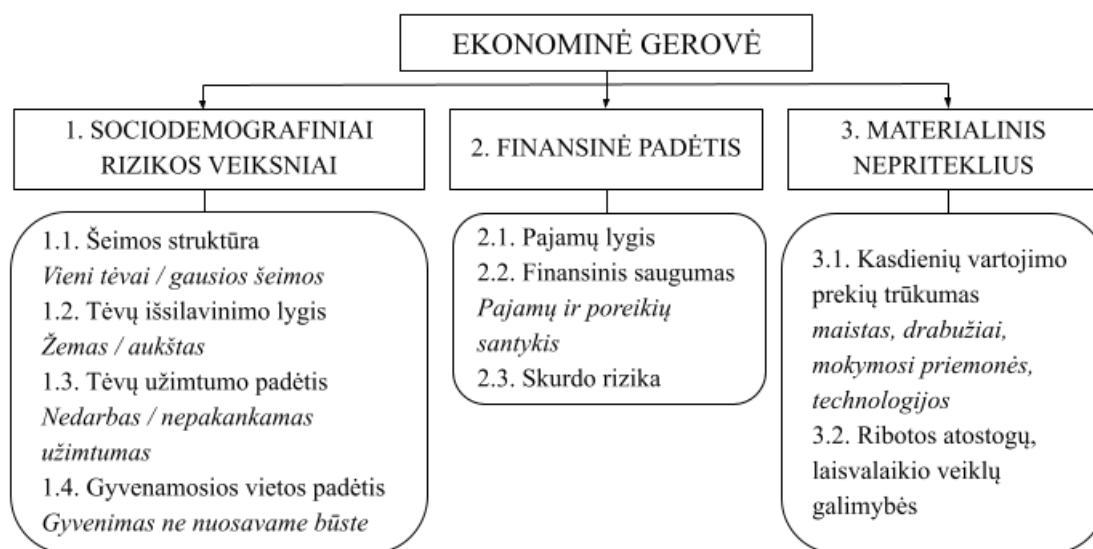 EKONOMINĖ GEROVĖ
1. SOCIODEMOGRAFINIAI
RIZIKOS VEIKSNIAI
1.1. Šeimos struktūra
Vieni tėvai / gausios šeimos
1.2. Tėvų išsilavinimo lygis
Žemas / aukštas
1.3. Tėvų užimtumo padėtis
Nedarbas / nepakankamas
užimtumas
1.4. Gyvenamosios vietos padėtis
Gyvenimas ne nuosavame būste
2. FINANSINĖ PADĖTIS
2.1. Pajamų lygis
2.2. Finansinis saugumas
Pajamų ir poreikių
santykis
2.3. Skurdo rizika
3. MATERIALINIS
NEPRITEKLIUS
3.1. Kasdienių vartojimo
prekių trūkumas
maistas, drabužiai,
mokymosi priemonės,
technologijos
3.2. Ribotos atostogų,
laisvalaikio veiklų
galimybės